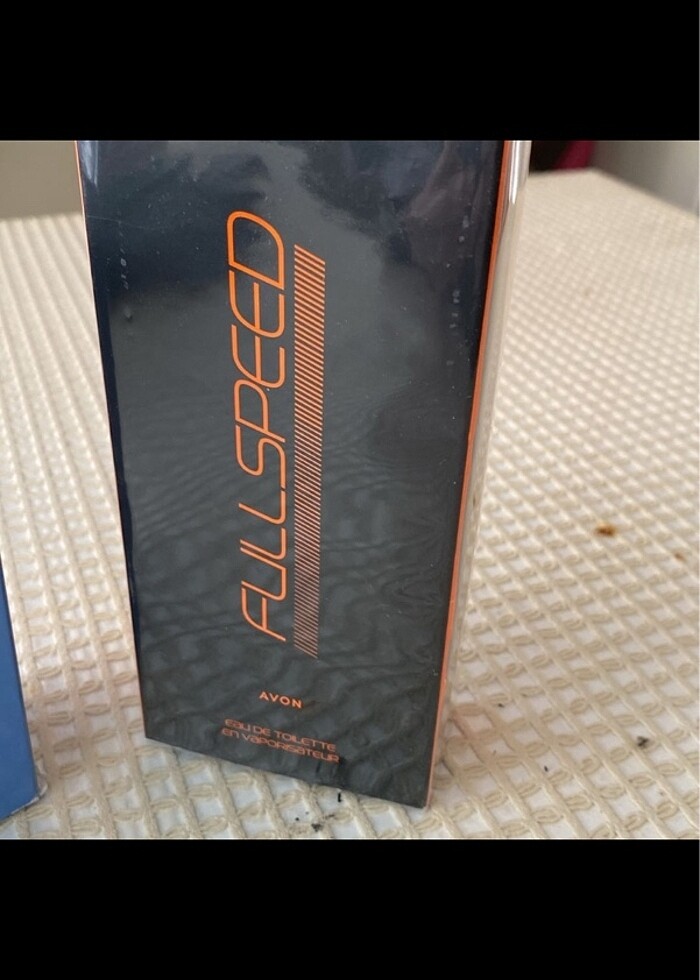 FULLSPEED
AVON
EAU DE TOILETTE
EN VAPORISATEUR